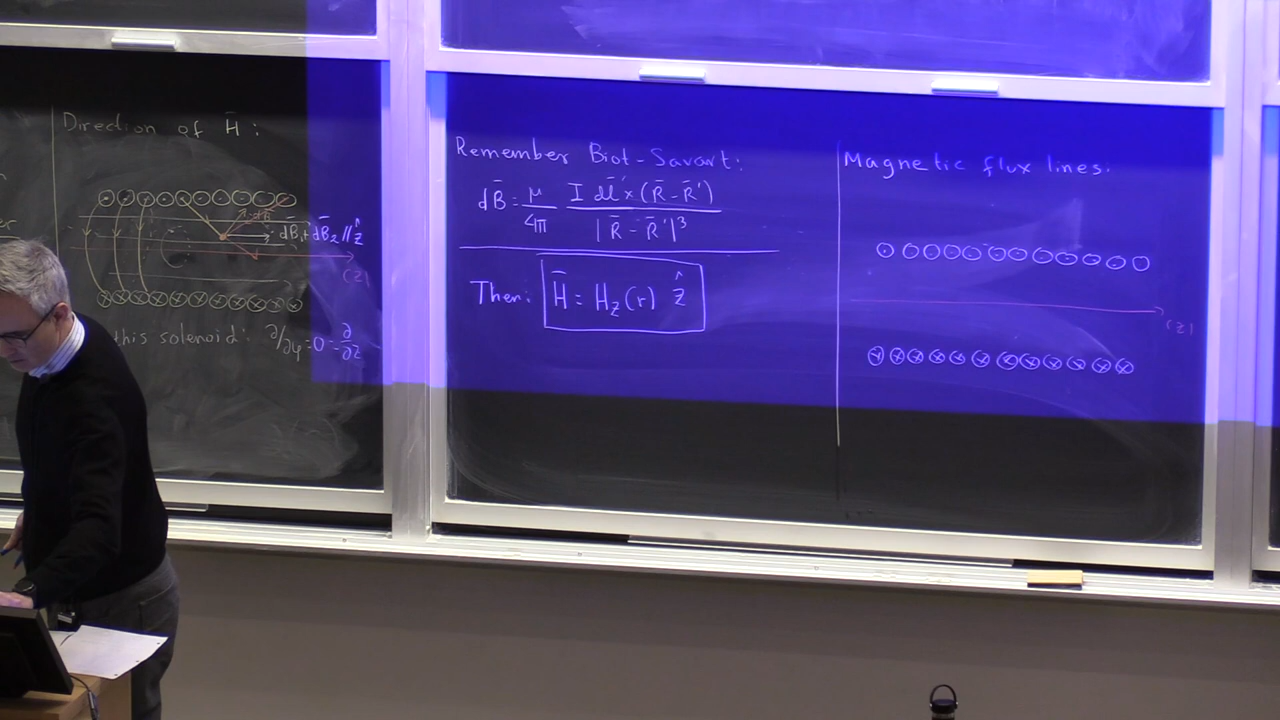 Direction of H̄ :
dB̄₁ + dB̄₂ // ẑ
(z)
this solenoid: ∂/∂φ = 0 = ∂/∂z
Remember Biot-Savart:
dB̄ = μ/4π I dl̄' × (R̄ - R̄') / |R̄ - R̄'|³
Then: H̄ = H_z(r) ẑ
Magnetic flux lines:
(z)